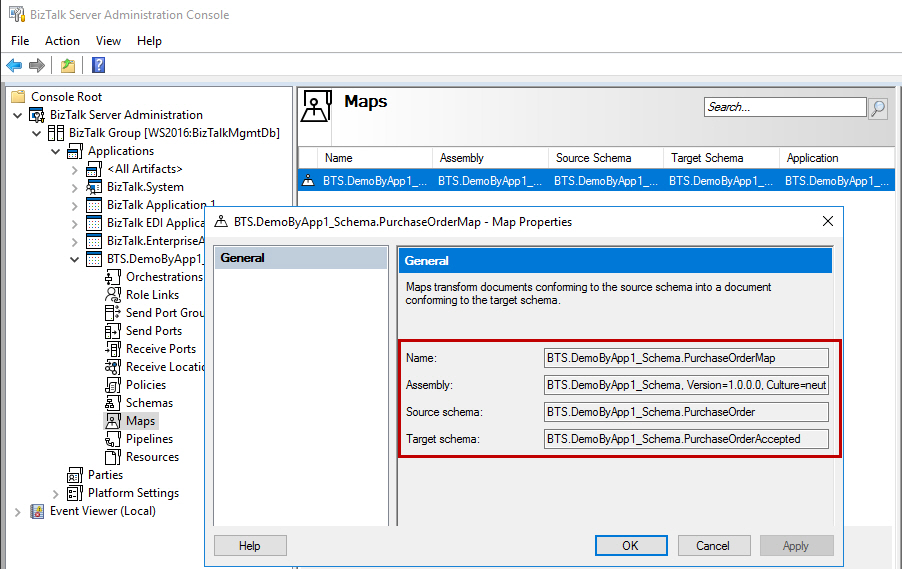 BizTalk Server Administration Console
File Action View Help
Console Root
BizTalk Server Administration
BizTalk Group [WS2016:BizTalkMgmtDb]
Applications
<All Artifacts>
BizTalk.System
BizTalk Application 1
BizTalk EDI Applica
BizTalk.EnterpriseA
BTS.DemoByApp1_
Orchestrations
Role Links
Send Port Grou
Send Ports
Receive Ports
Receive Locatio
Policies
Schemas
Maps
Pipelines
Resources
Parties
Platform Settings
Event Viewer (Local)
Maps
Search...
Name Assembly Source Schema Target Schema Application
BTS.DemoByApp1_... BTS.DemoByApp1_... BTS.DemoByApp1_... BTS.DemoByApp1_... BTS.DemoByApp1_...
BTS.DemoByApp1_Schema.PurchaseOrderMap - Map Properties
General
General
Maps transform documents conforming to the source schema into a document
conforming to the target schema.
Name: BTS.DemoByApp1_Schema.PurchaseOrderMap
Assembly: BTS.DemoByApp1_Schema, Version=1.0.0.0, Culture=neut
Source schema: BTS.DemoByApp1_Schema.PurchaseOrder
Target schema: BTS.DemoByApp1_Schema.PurchaseOrderAccepted
Help OK Cancel Apply